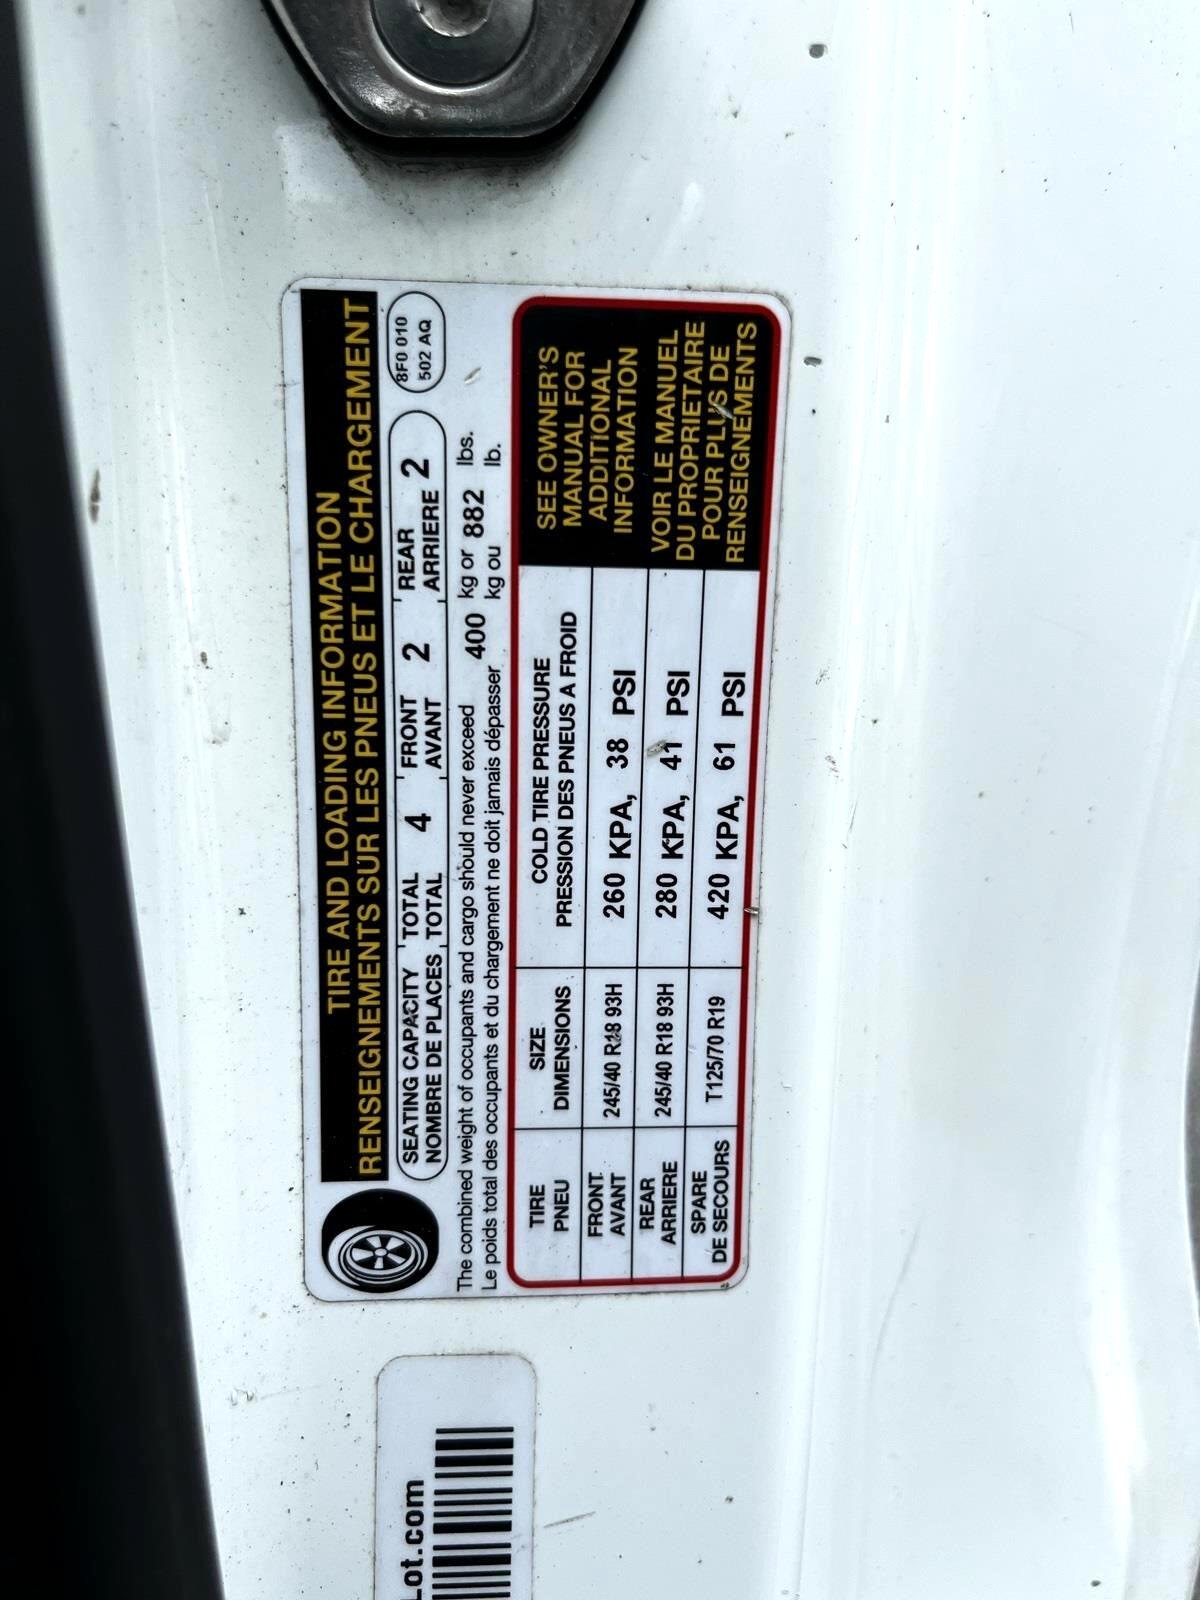 TIRE AND LOADING INFORMATION
RENSEIGNEMENTS SUR LES PNEUS ET LE CHARGEMENT
SEATING CAPACITY TOTAL 4 FRONT 2 REAR 2
NOMBRE DE PLACES TOTAL AVANT ARRIERE
8F0 010
502 AQ
The combined weight of occupants and cargo should never exceed 400 kg or 882 lbs.
Le poids total des occupants et du chargement ne doit jamais dépasser kg ou lb.
TIRE SIZE COLD TIRE PRESSURE
PNEU DIMENSIONS PRESSION DES PNEUS A FROID
FRONT
AVANT 245/40 R18 93H 260 KPA, 38 PSI
REAR
ARRIERE 245/40 R18 93H 280 KPA, 41 PSI
SPARE
DE SECOURS T125/70 R19 420 KPA, 61 PSI
SEE OWNER'S
MANUAL FOR
ADDITIONAL
INFORMATION
VOIR LE MANUEL
DU PROPRIETAIRE
POUR PLUS DE
RENSEIGNEMENTS
Lot.com